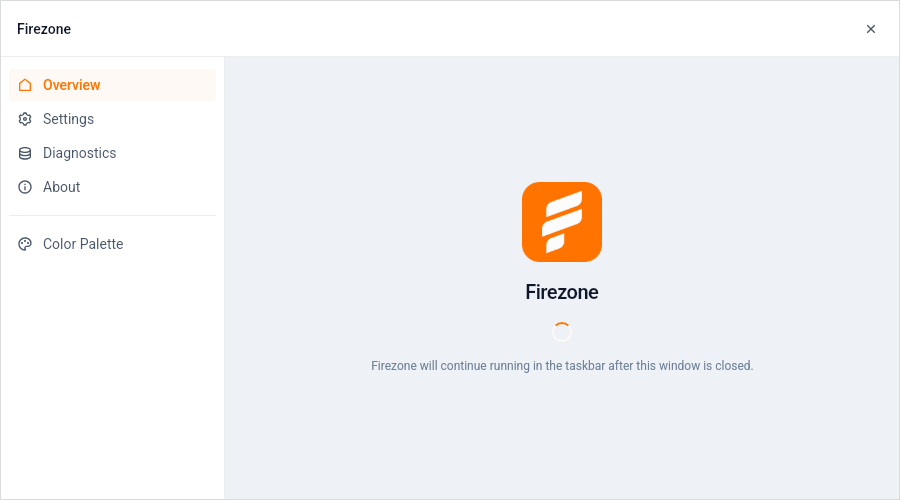 Firezone
Overview
Settings
Diagnostics
About
Color Palette
Firezone
Firezone will continue running in the taskbar after this window is closed.